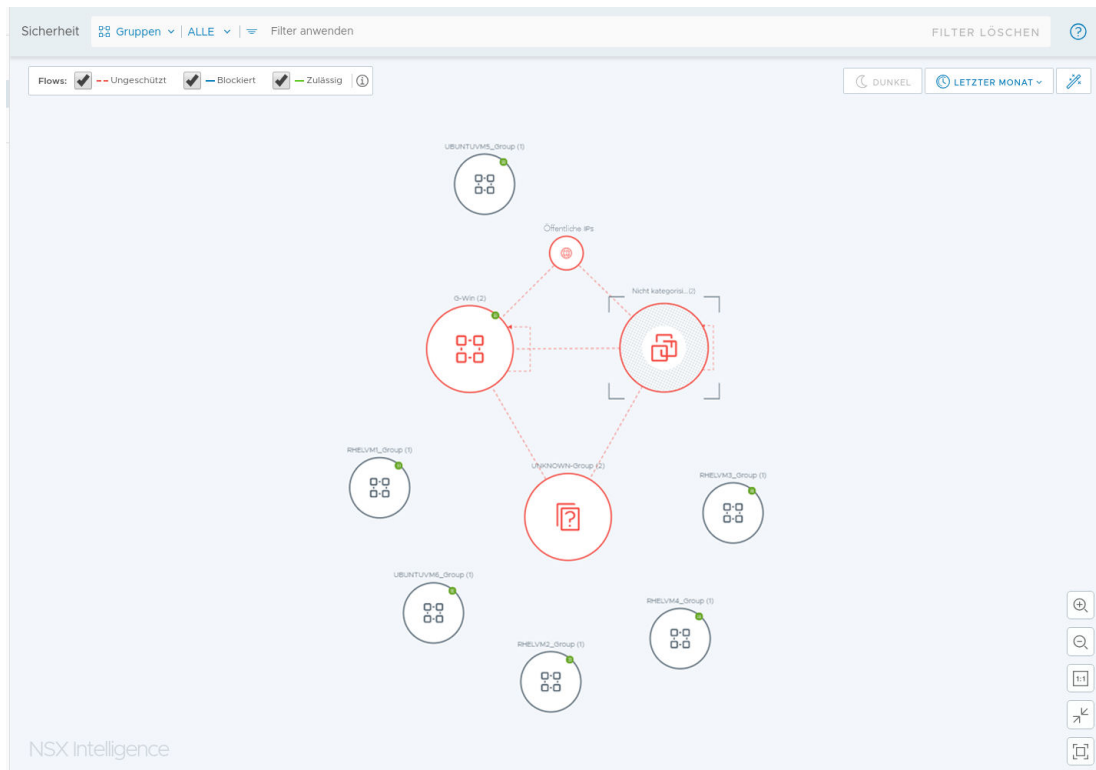 Sicherheit Gruppen ALLE Filter anwenden FILTER LÖSCHEN
Flows: Ungeschützt Blockiert Zulässig DUNKEL LETZTER MONAT
UBUNTUVM5_Group (1)
Öffentliche IPs
G-Win (2)
Nicht kategorisi...(2)
RHELVM1_Group (1)
UNKNOWN-Group (2)
RHELVM3_Group (1)
UBUNTUVM6_Group (1)
RHELVM4_Group (1)
RHELVM2_Group (1)
1:1
NSX Intelligence